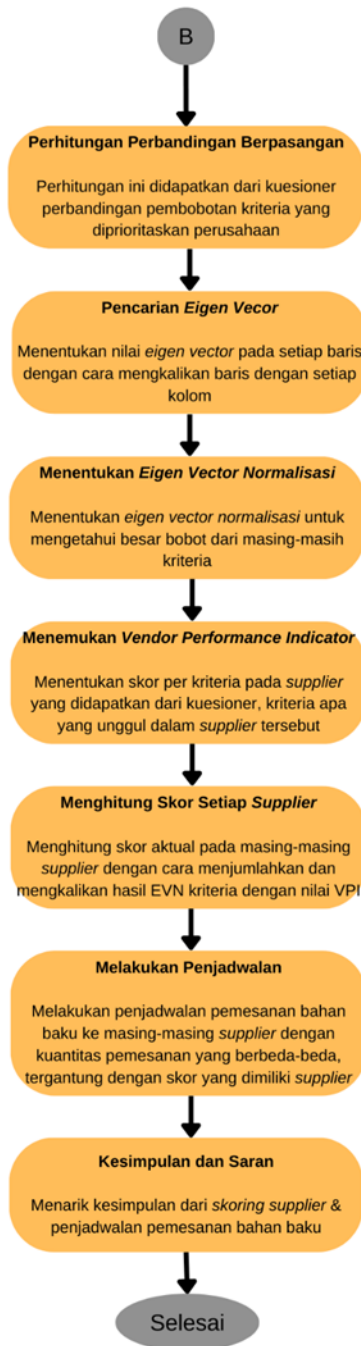 B
Perhitungan Perbandingan Berpasangan
Perhitungan ini didapatkan dari kuesioner
perbandingan pembobotan kriteria yang
diprioritaskan perusahaan
Pencarian Eigen Vecor
Menentukan nilai eigen vector pada setiap baris
dengan cara mengkalikan baris dengan setiap
kolom
Menentukan Eigen Vector Normalisasi
Menentukan eigen vector normalisasi untuk
mengetahui besar bobot dari masing-masih
kriteria
Menemukan Vendor Performance Indicator
Menentukan skor per kriteria pada supplier
yang didapatkan dari kuesioner, kriteria apa
yang unggul dalam supplier tersebut
Menghitung Skor Setiap Supplier
Menghitung skor aktual pada masing-masing
supplier dengan cara menjumlahkan dan
mengkalikan hasil EVN kriteria dengan nilai VPI
Melakukan Penjadwalan
Melakukan penjadwalan pemesanan bahan
baku ke masing-masing supplier dengan
kuantitas pemesanan yang berbeda-beda,
tergantung dengan skor yang dimiliki supplier
Kesimpulan dan Saran
Menarik kesimpulan dari skoring supplier &
penjadwalan pemesanan bahan baku
Selesai